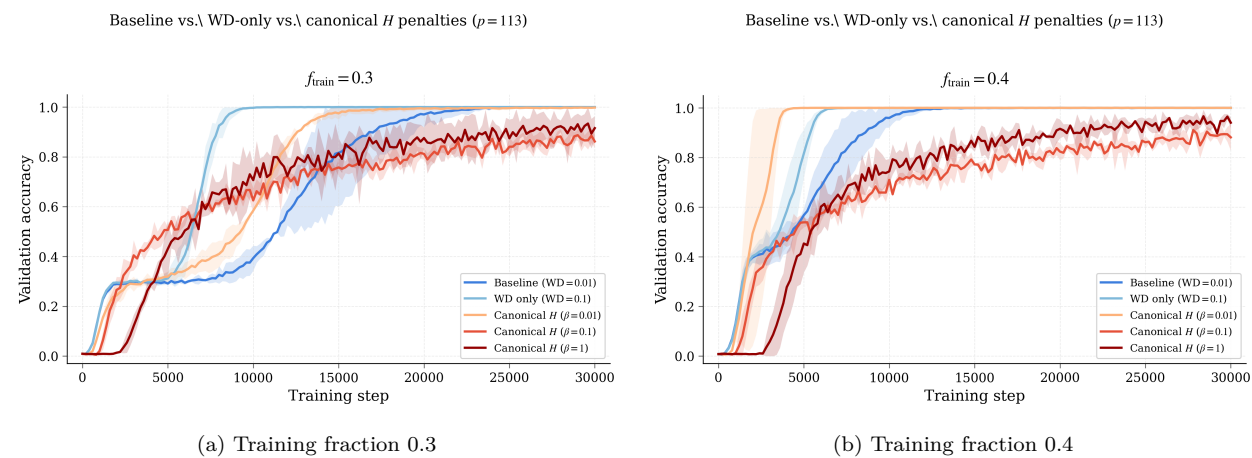 Baseline vs.\ WD-only vs.\ canonical H penalties (p=113)
f_train=0.3
Validation accuracy
1.0
0.8
0.6
0.4
0.2
0.0
0 5000 10000 15000 20000 25000 30000
Training step
Baseline (WD=0.01)
WD only (WD=0.1)
Canonical H (β=0.01)
Canonical H (β=0.1)
Canonical H (β=1)
(a) Training fraction 0.3
Baseline vs.\ WD-only vs.\ canonical H penalties (p=113)
f_train=0.4
Validation accuracy
1.0
0.8
0.6
0.4
0.2
0.0
0 5000 10000 15000 20000 25000 30000
Training step
Baseline (WD=0.01)
WD only (WD=0.1)
Canonical H (β=0.01)
Canonical H (β=0.1)
Canonical H (β=1)
(b) Training fraction 0.4